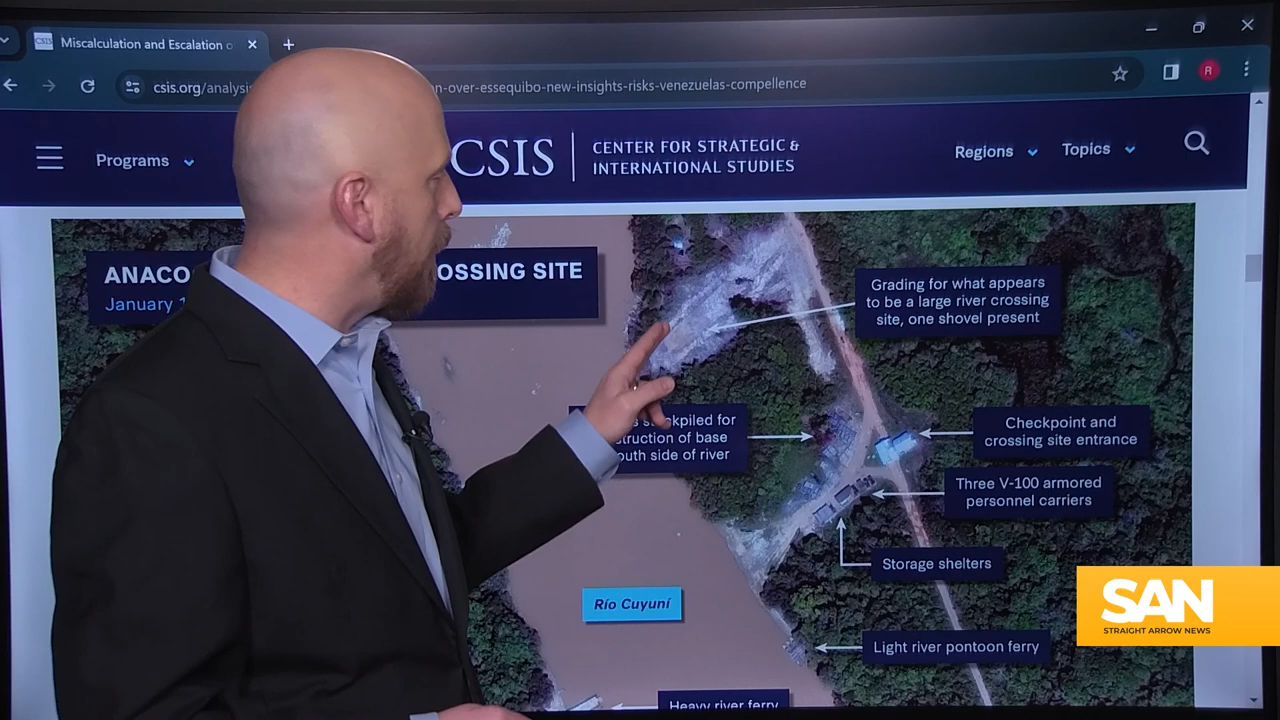 CSIS Miscalculation and Escalation o
csis.org/analysi
n-over-essequibo-new-insights-risks-venezuelas-compellence
R
Programs
CSIS
CENTER FOR STRATEGIC &
INTERNATIONAL STUDIES
Regions
Topics
ANACO
OSSING SITE
January 1
Grading for what appears
to be a large river crossing
site, one shovel present
s stockpiled for
struction of base
outh side of river
Checkpoint and
crossing site entrance
Three V-100 armored
personnel carriers
Storage shelters
Río Cuyuní
Light river pontoon ferry
Heavy river ferry
SAN
STRAIGHT ARROW NEWS